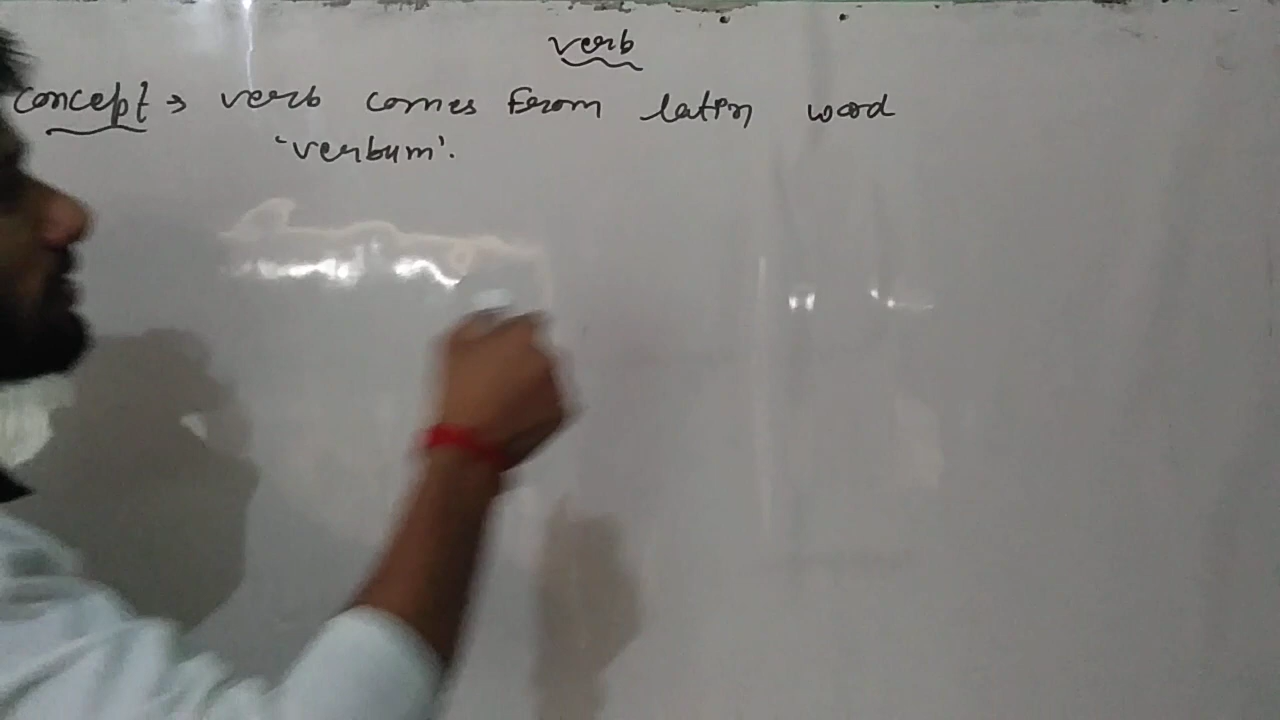 verb
concept → verb comes from latin word
'verbum'.